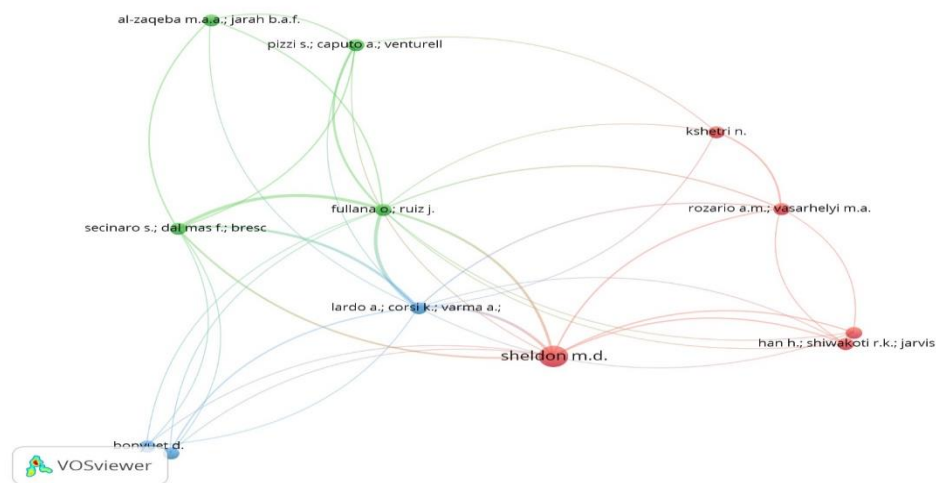 al-zaqeba m.a.a.; jarah b.a.f.
pizzi s.; caputo a.; venturell
kshetri n.
fullana o.; ruiz j.
rozario a.m.; vasarhelyi m.a.
secinaro s.; dal mas f.; bresc
lardo a.; corsi k.; varma a.;
han h.; shiwakoti r.k.; jarvis
sheldon m.d.
bonyuet d.
VOSviewer